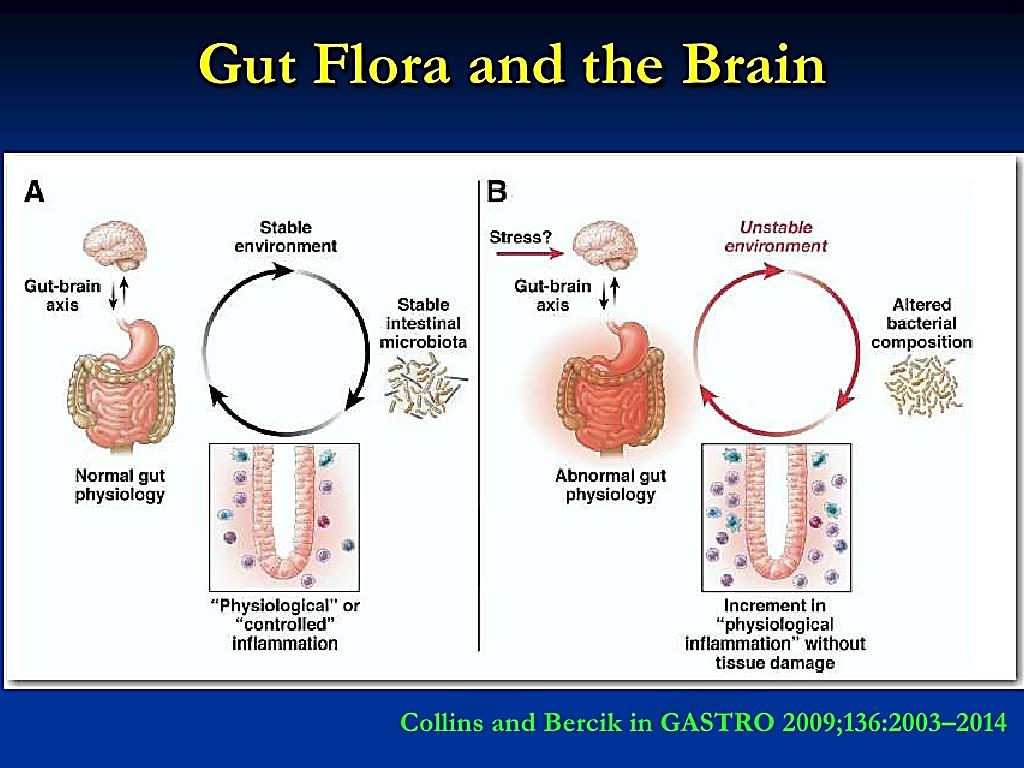 Gut Flora and the Brain
A
Stable
environment
Gut-brain
axis
Stable
intestinal
microbiota
Normal gut
physiology
“Physiological” or
“controlled”
inflammation
B
Stress?
Unstable
environment
Gut-brain
axis
Altered
bacterial
composition
Abnormal gut
physiology
Increment in
“physiological
inflammation” without
tissue damage
Collins and Bercik in GASTRO 2009;136:2003–2014